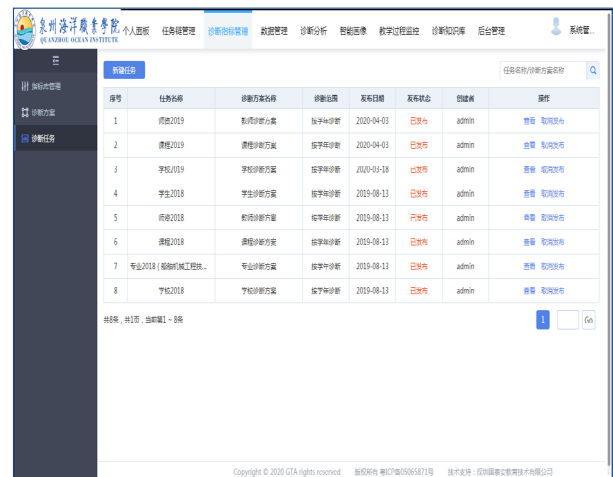 泉州海洋职业学院
QUANZHOU OCEAN INSTITUTE
个人面板 任务链管理 诊断指标管理 数据管理 诊断分析 智能画像 教学过程监控 诊断知识库 后台管理 系统管...
指标库管理
诊断方案
诊断任务
新建任务 任务名称/诊断方案名称
序号 任务名称 诊断方案名称 诊断范围 发布日期 发布状态 创建者 操作
1 师资2019 教师诊断方案 按学年诊断 2020-04-03 已发布 admin 查看 取消发布
2 课程2019 课程诊断方案 按学年诊断 2020-04-03 已发布 admin 查看 取消发布
3 学校2019 学校诊断方案 按学年诊断 2020-03-18 已发布 admin 查看 取消发布
4 学生2018 学生诊断方案 按学年诊断 2019-08-13 已发布 admin 查看 取消发布
5 师资2018 教师诊断方案 按学年诊断 2019-08-13 已发布 admin 查看 取消发布
6 课程2018 课程诊断方案 按学年诊断 2019-08-13 已发布 admin 查看 取消发布
7 专业2018（船舶机械工程技... 专业诊断方案 按学年诊断 2019-08-13 已发布 admin 查看 取消发布
8 学校2018 学校诊断方案 按学年诊断 2019-08-13 已发布 admin 查看 取消发布
共8条，共1页，当前第1 ~ 8条 1 Go
Copyright © 2020 GTA rights reserved 版权所有 粤ICP备05065871号 技术支持：深圳国泰安教育技术有限公司